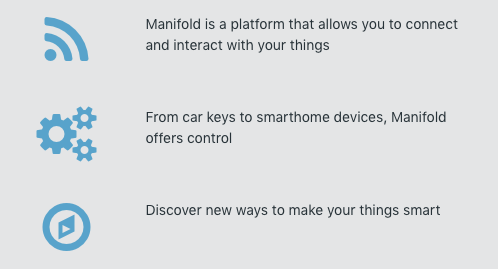 Manifold is a platform that allows you to connect
and interact with your things
From car keys to smarthome devices, Manifold
offers control
Discover new ways to make your things smart